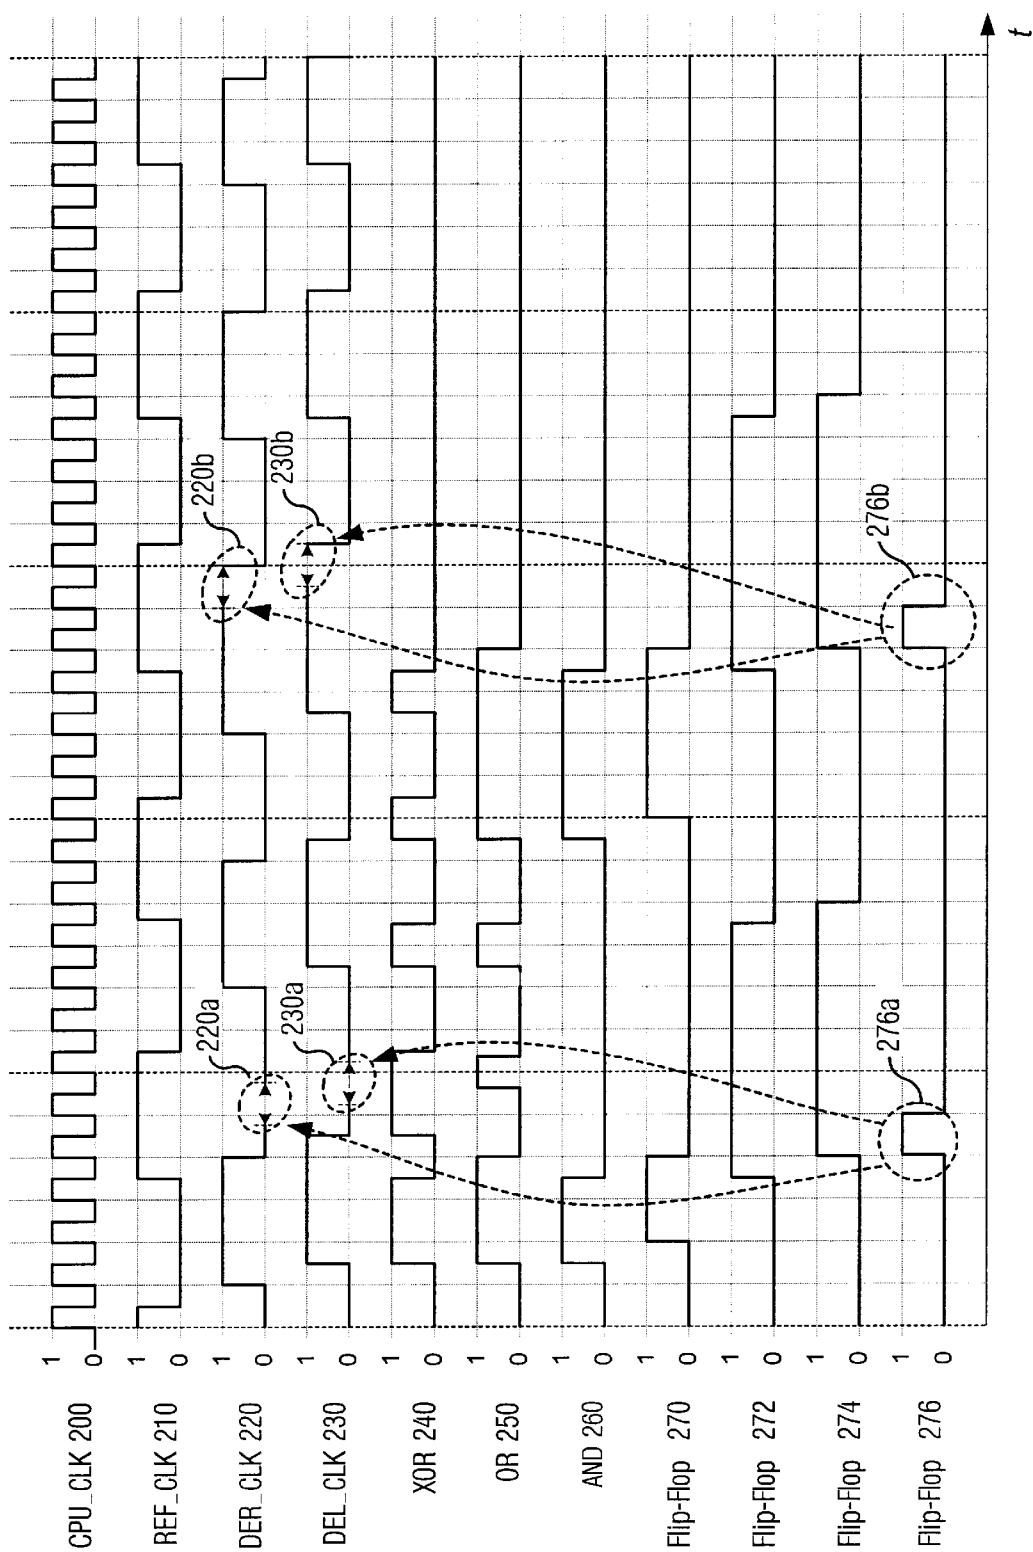 CPU_CLK 200 1 0
REF_CLK 210 1 0
DER_CLK 220 1 0
DEL_CLK 230 1 0
XOR 240 1 0
OR 250 1 0
AND 260 1 0
Flip-Flop 270 1 0
Flip-Flop 272 1 0
Flip-Flop 274 1 0
Flip-Flop 276 1 0
220a
220b
230a
230b
276a
276b
t